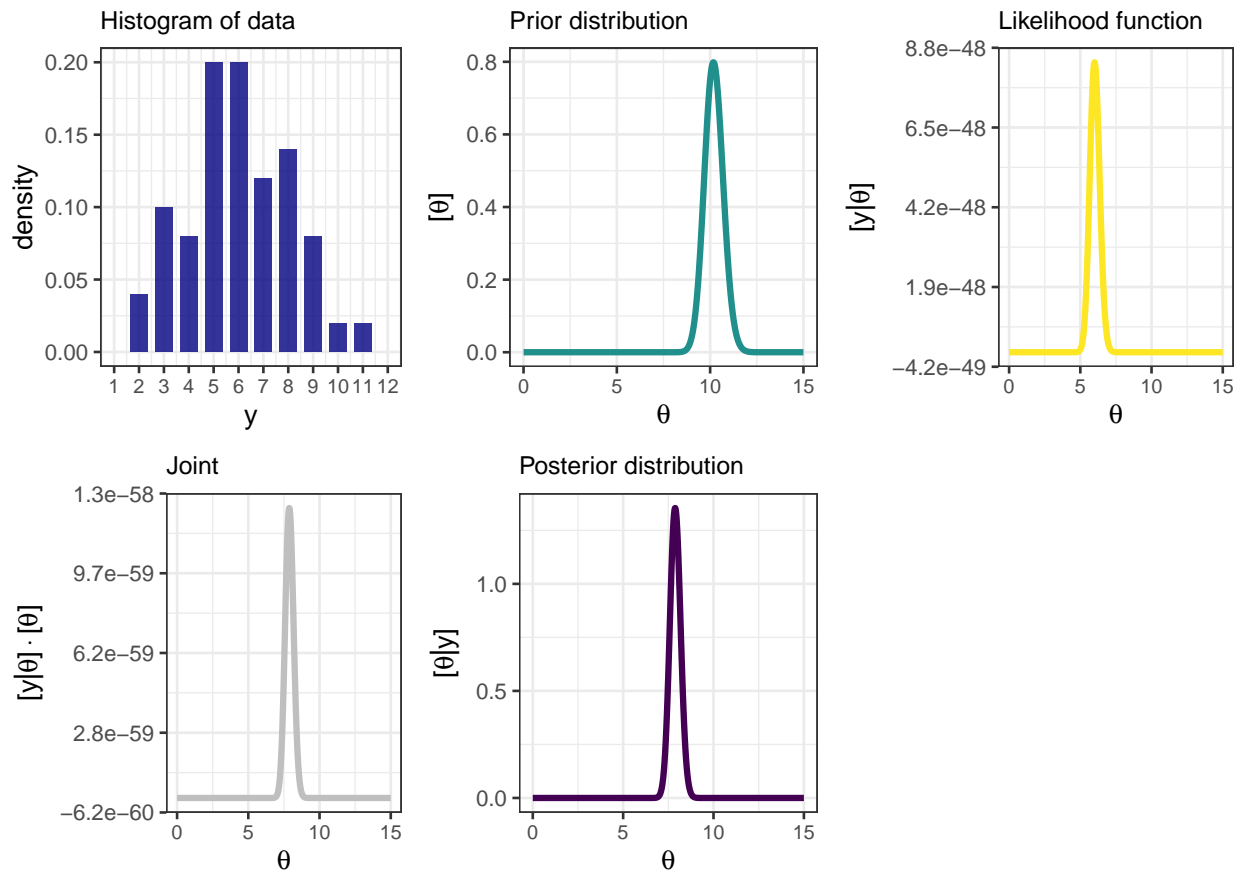 Histogram of data
density
0.20
0.15
0.10
0.05
0.00
1 2 3 4 5 6 7 8 9 10 11 12
y
Prior distribution
[θ]
0.8
0.6
0.4
0.2
0.0
0 5 10 15
θ
Likelihood function
[y|θ]
8.8e−48
6.5e−48
4.2e−48
1.9e−48
−4.2e−49
0 5 10 15
θ
Joint
[y|θ] · [θ]
1.3e−58
9.7e−59
6.2e−59
2.8e−59
−6.2e−60
0 5 10 15
θ
Posterior distribution
[θ|y]
1.0
0.5
0.0
0 5 10 15
θ